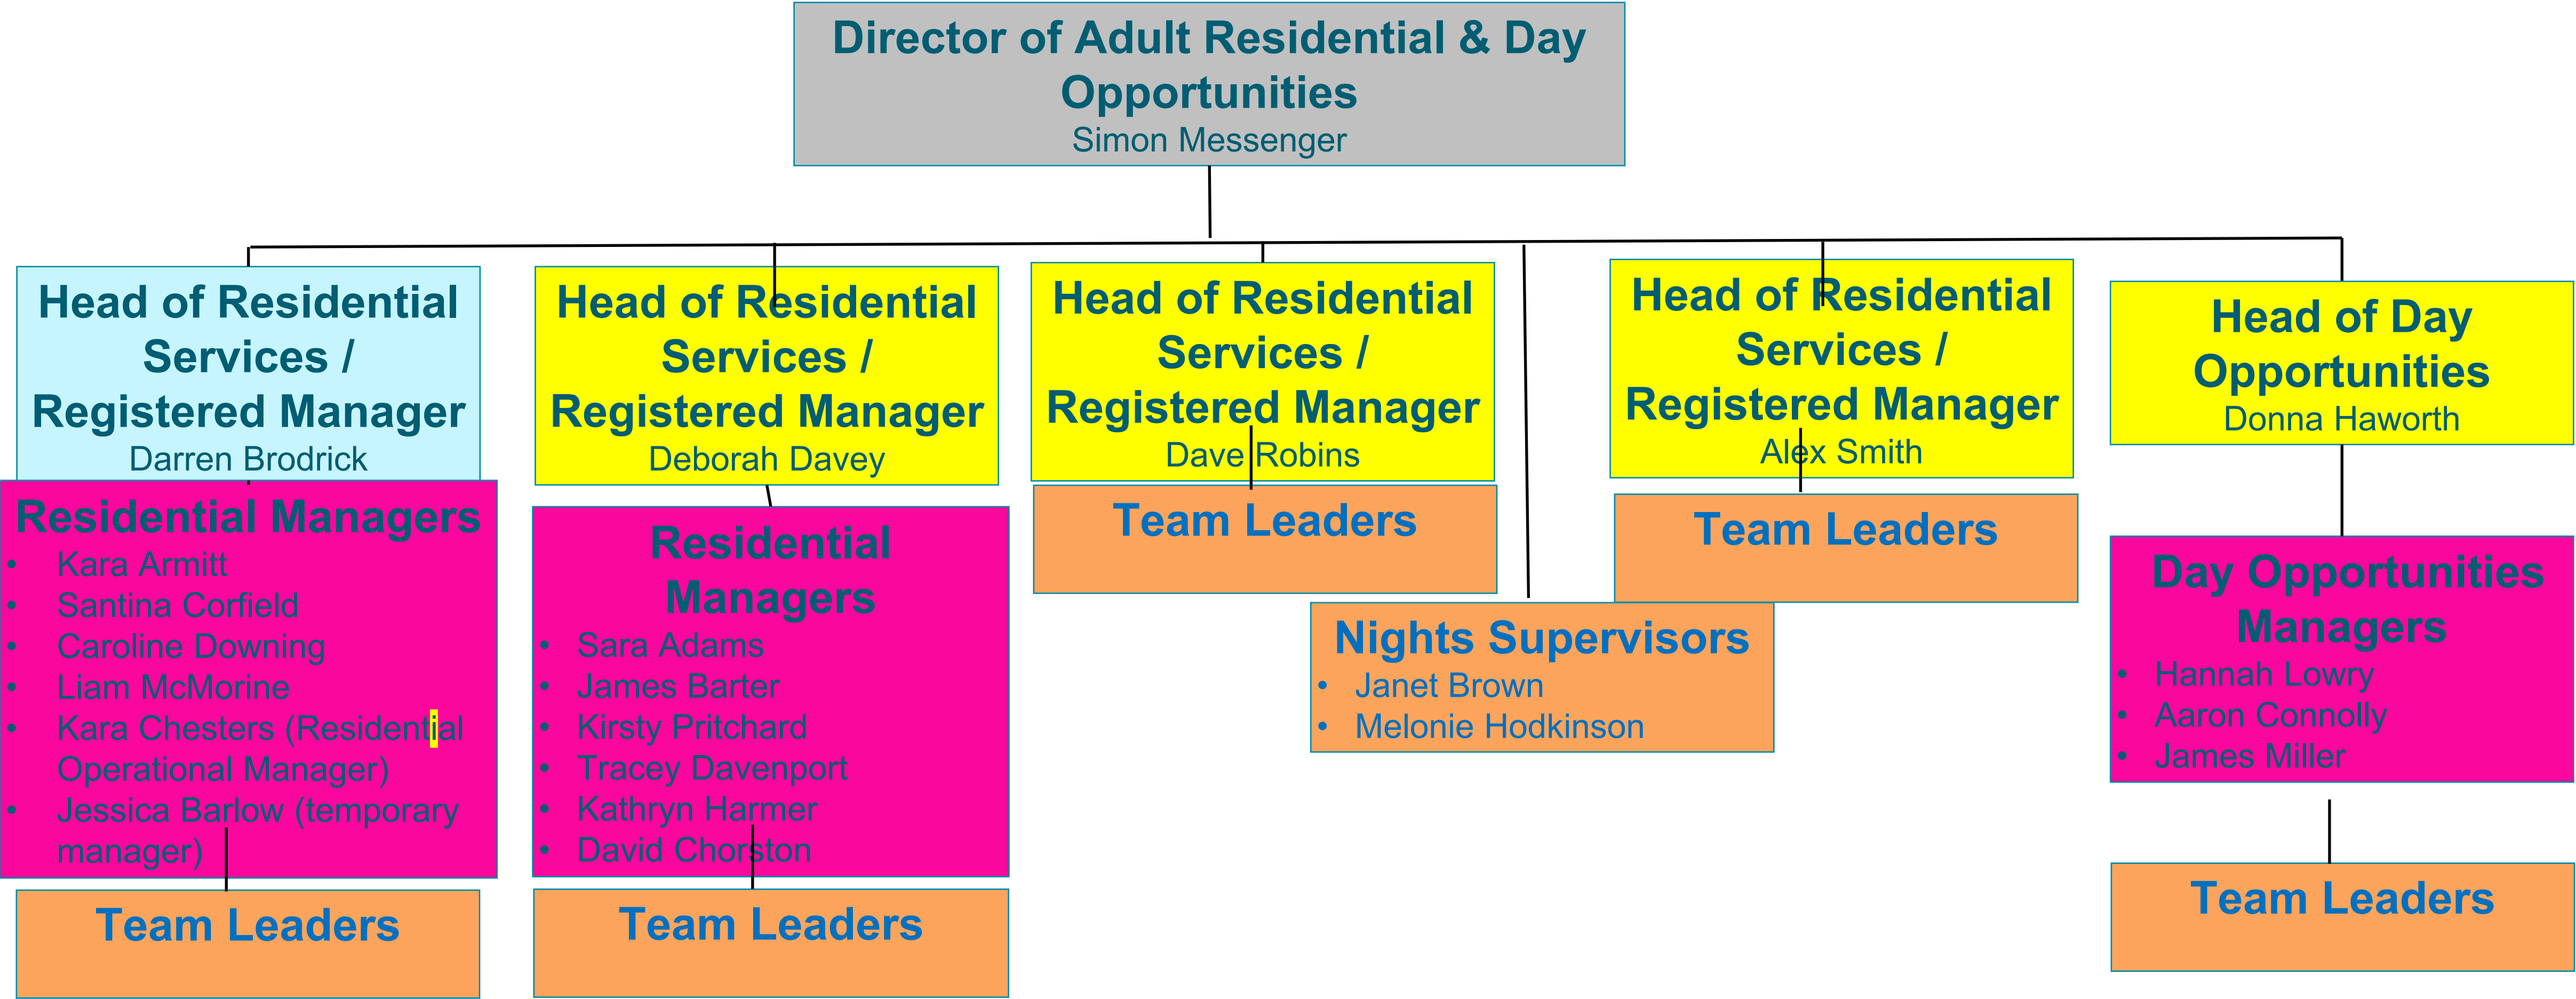 Director of Adult Residential & Day
Opportunities
Simon Messenger
Head of Residential
Services /
Registered Manager
Darren Brodrick
Residential Managers
• Kara Armitt
• Santina Corfield
• Caroline Downing
• Liam McMorine
• Kara Chesters (Residential
Operational Manager)
• Jessica Barlow (temporary
manager)
Team Leaders
Head of Residential
Services /
Registered Manager
Deborah Davey
Residential
Managers
• Sara Adams
• James Barter
• Kirsty Pritchard
• Tracey Davenport
• Kathryn Harmer
• David Chorston
Team Leaders
Head of Residential
Services /
Registered Manager
Dave Robins
Team Leaders
Nights Supervisors
• Janet Brown
• Melonie Hodkinson
Head of Residential
Services /
Registered Manager
Alex Smith
Team Leaders
Head of Day
Opportunities
Donna Haworth
Day Opportunities
Managers
• Hannah Lowry
• Aaron Connolly
• James Miller
Team Leaders